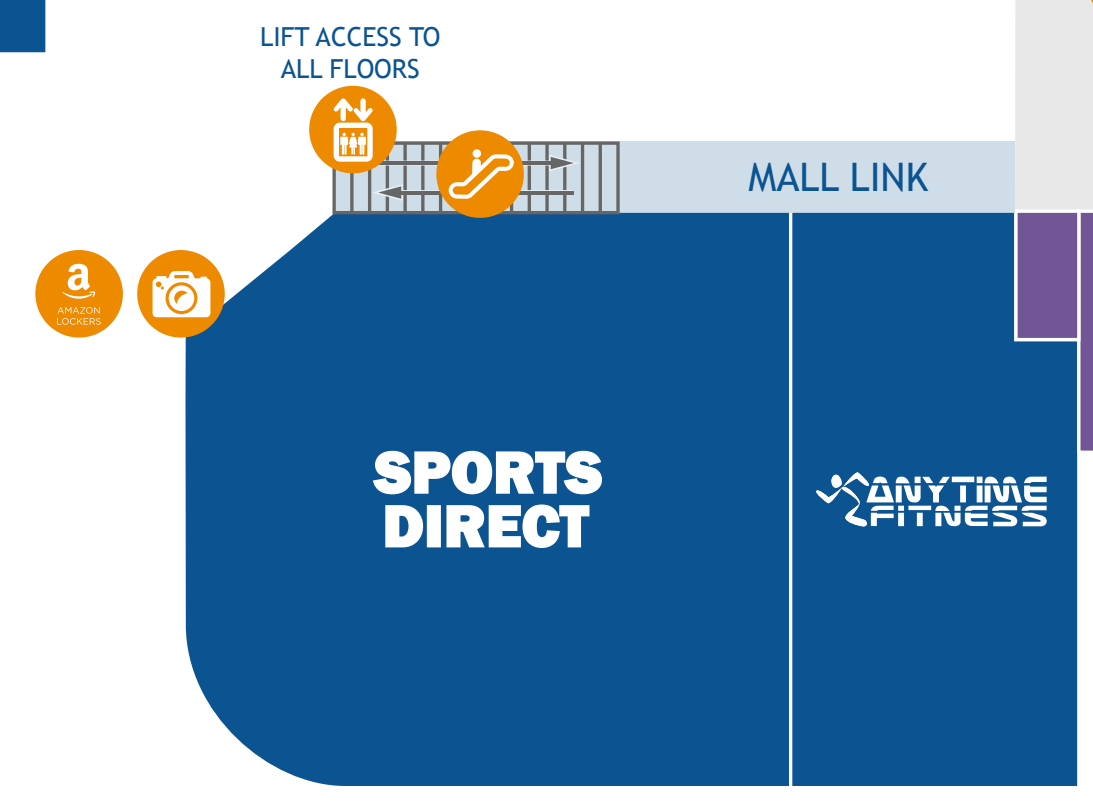 LIFT ACCESS TO
ALL FLOORS
MALL LINK
a
AMAZON
LOCKERS
SPORTS
DIRECT
ANYTIME
FITNESS